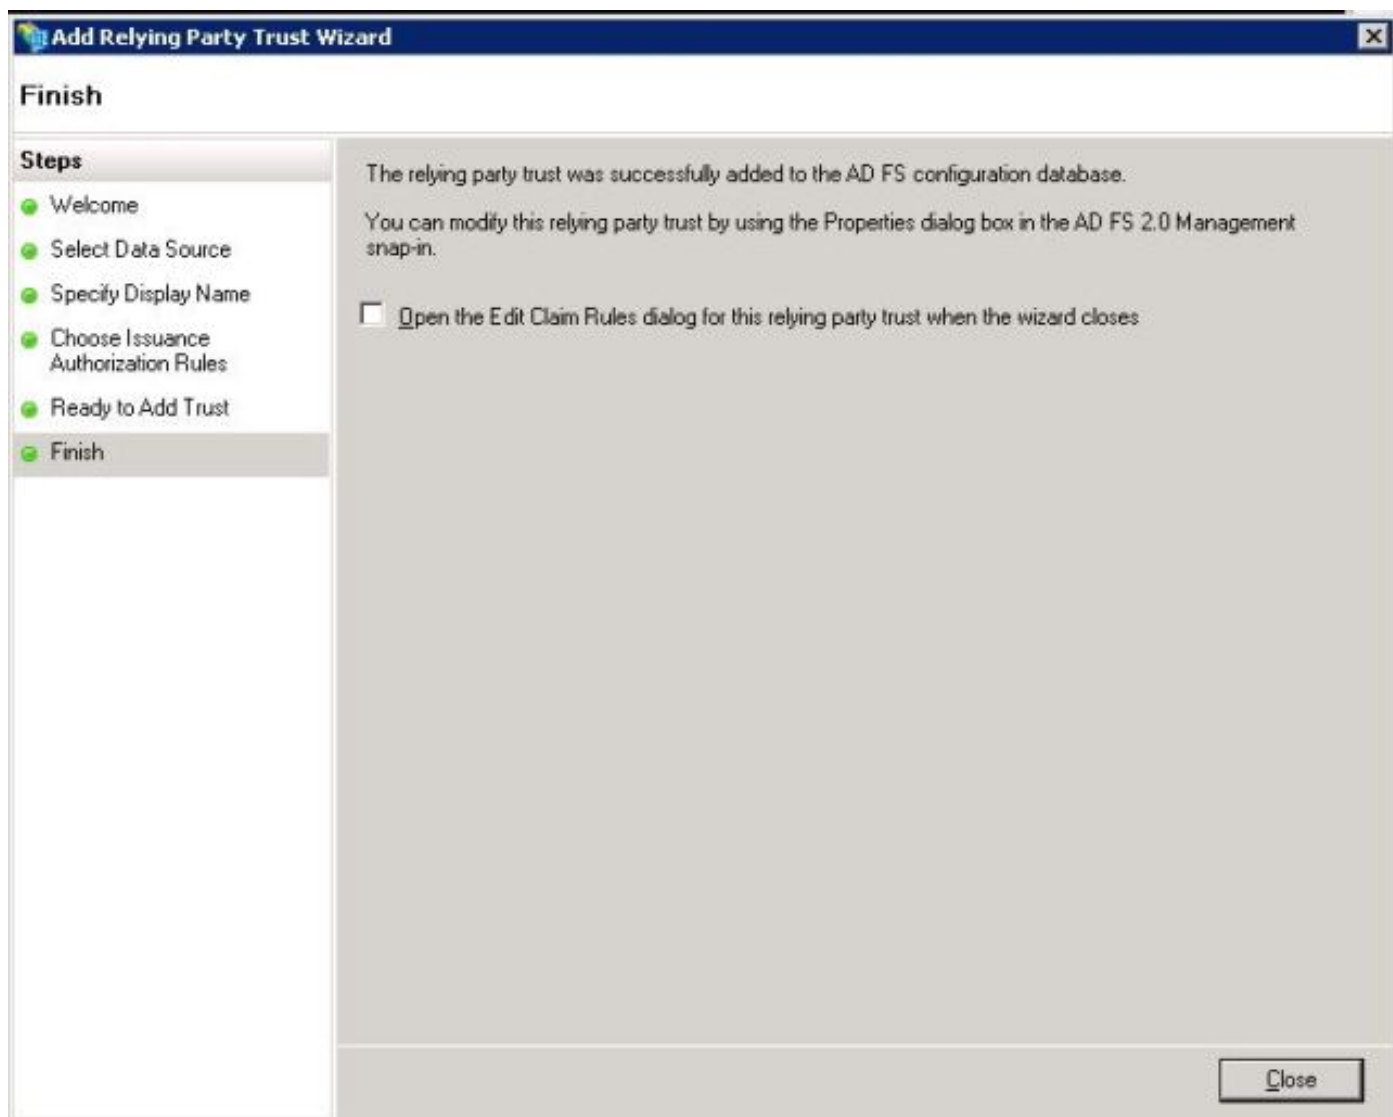 Add Relying Party Trust Wizard
Finish
Steps
Welcome
Select Data Source
Specify Display Name
Choose Issuance
Authorization Rules
Ready to Add Trust
Finish
The relying party trust was successfully added to the AD FS configuration database.
You can modify this relying party trust by using the Properties dialog box in the AD FS 2.0 Management
snap-in.
Open the Edit Claim Rules dialog for this relying party trust when the wizard closes
Close